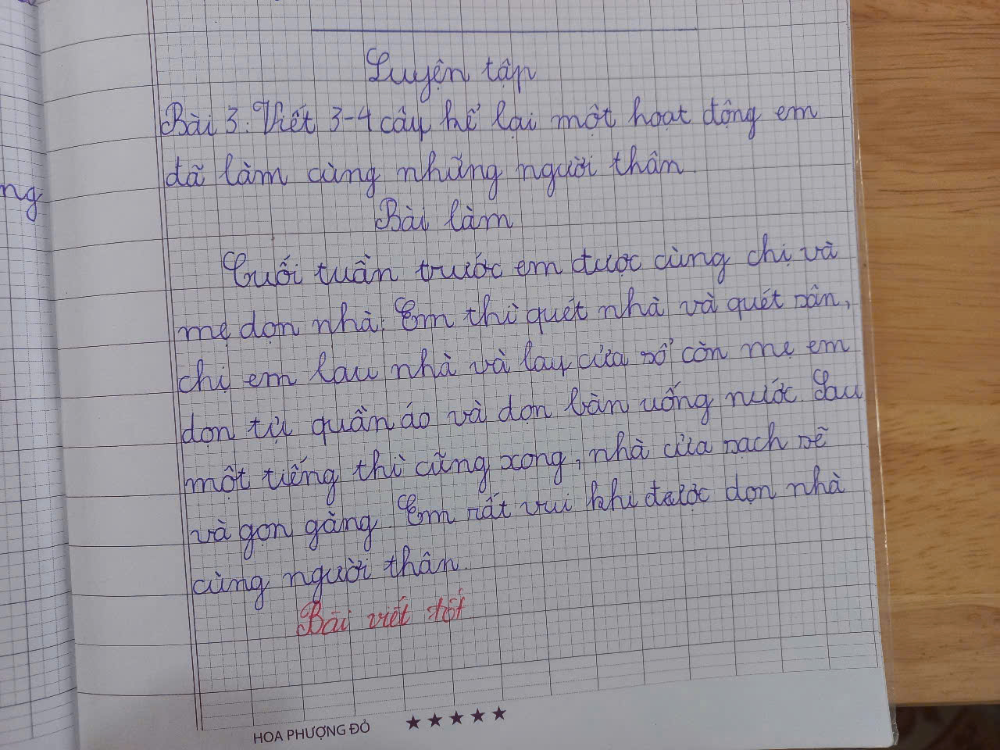 Luyện tập
Bài 3: Viết 3-4 câu kể lại một hoạt động em
đã làm cùng những người thân.
ng
Bài làm
Cuối tuần trước em được cùng chị và
mẹ dọn nhà. Em thì quét nhà và quét sân,
chị em lau nhà và lau cửa sổ còn mẹ em
dọn tủ quần áo và dọn bàn uống nước. Sau
một tiếng thì cũng xong, nhà cửa sạch sẽ
và gọn gàng. Em rất vui khi được dọn nhà
cùng người thân.
Bài viết tốt
HOA PHƯỢNG ĐỎ ★★★★★